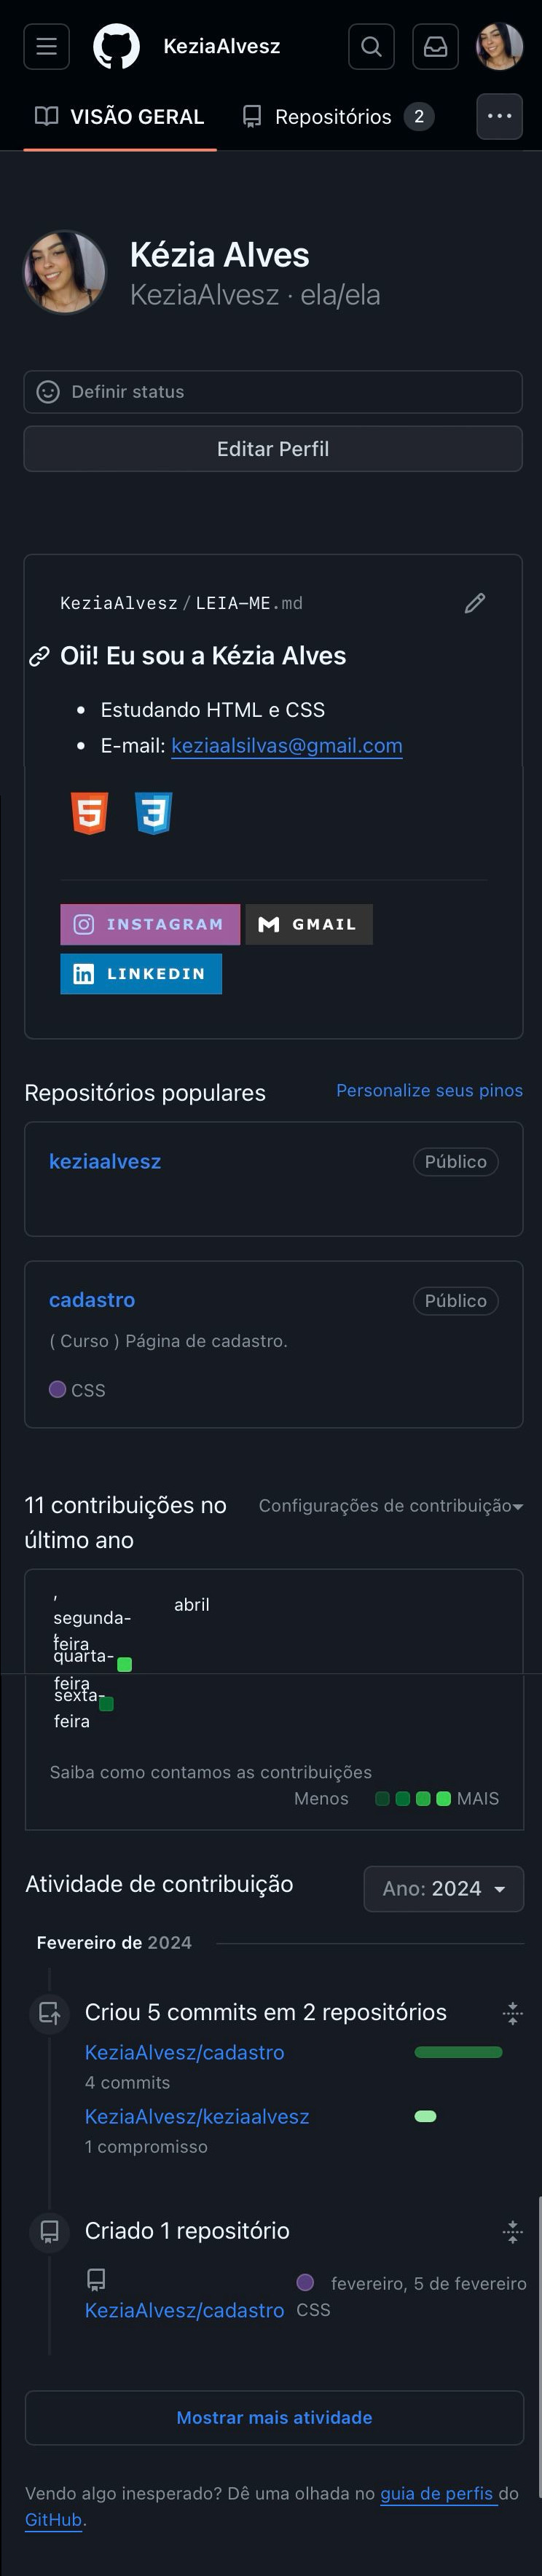 KeziaAlvesz
VISÃO GERAL
Repositórios 2
Kézia Alves
KeziaAlvesz · ela/ela
Definir status
Editar Perfil
KeziaAlvesz / LEIA-ME.md
Oii! Eu sou a Kézia Alves
• Estudando HTML e CSS
• E-mail: keziaalsilvas@gmail.com
5 3
INSTAGRAM
GMAIL
LINKEDIN
Repositórios populares
Personalize seus pinos
keziaalvesz
Público
cadastro
Público
( Curso ) Página de cadastro.
CSS
11 contribuições no
último ano
Configurações de contribuição
,
abril
segunda-
feira
quarta-
feira
sexta-
feira
Saiba como contamos as contribuições
Menos
MAIS
Atividade de contribuição
Ano: 2024
Fevereiro de 2024
Criou 5 commits em 2 repositórios
KeziaAlvesz/cadastro
4 commits
KeziaAlvesz/keziaalvesz
1 compromisso
Criado 1 repositório
KeziaAlvesz/cadastro
CSS
fevereiro, 5 de fevereiro
Mostrar mais atividade
Vendo algo inesperado? Dê uma olhada no guia de perfis do
GitHub.